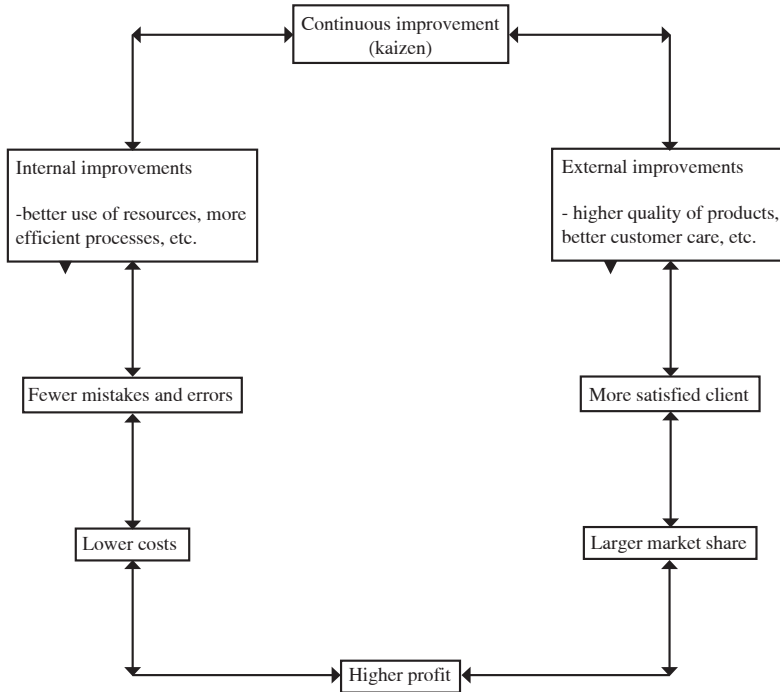 Continuous improvement
(kaizen)
Internal improvements
-better use of resources, more
efficient processes, etc.
External improvements
- higher quality of products,
better customer care, etc.
Fewer mistakes and errors
More satisfied client
Lower costs
Larger market share
Higher profit